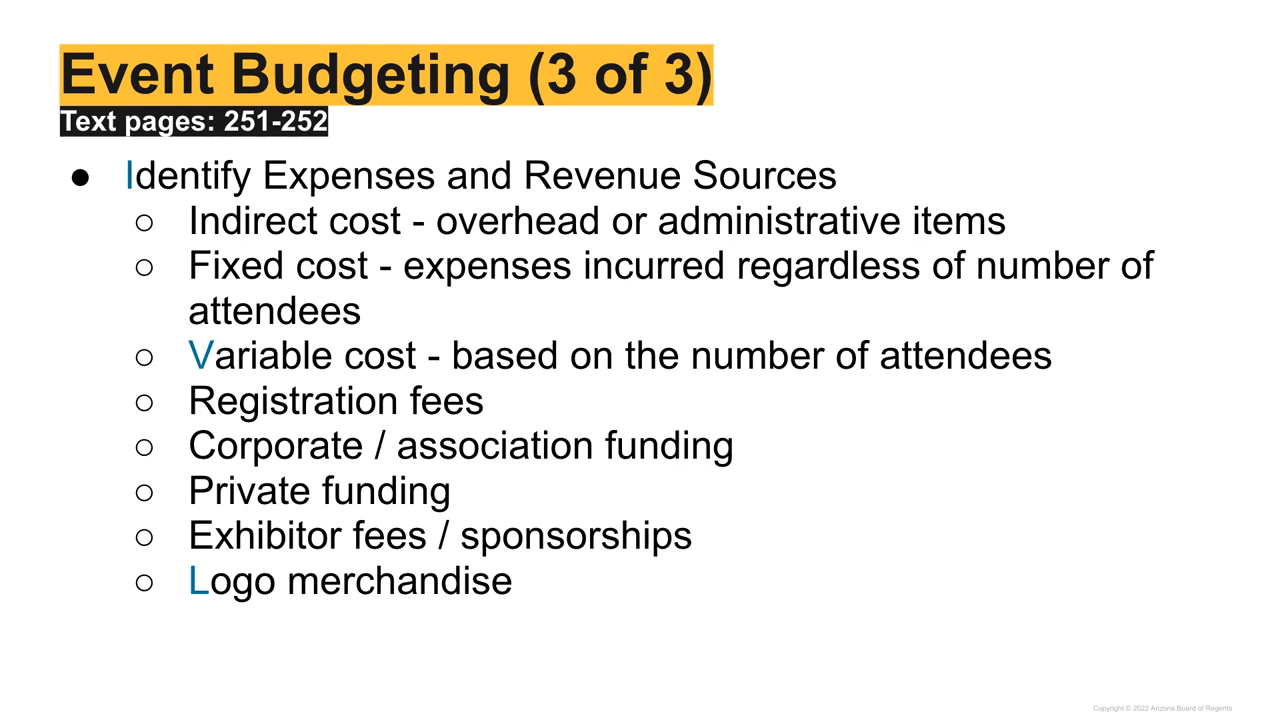 Event Budgeting (3 of 3)
Text pages: 251-252
● Identify Expenses and Revenue Sources
○ Indirect cost - overhead or administrative items
○ Fixed cost - expenses incurred regardless of number of
attendees
○ Variable cost - based on the number of attendees
○ Registration fees
○ Corporate / association funding
○ Private funding
○ Exhibitor fees / sponsorships
○ Logo merchandise
Copyright © 2022 Arizona Board of Regents